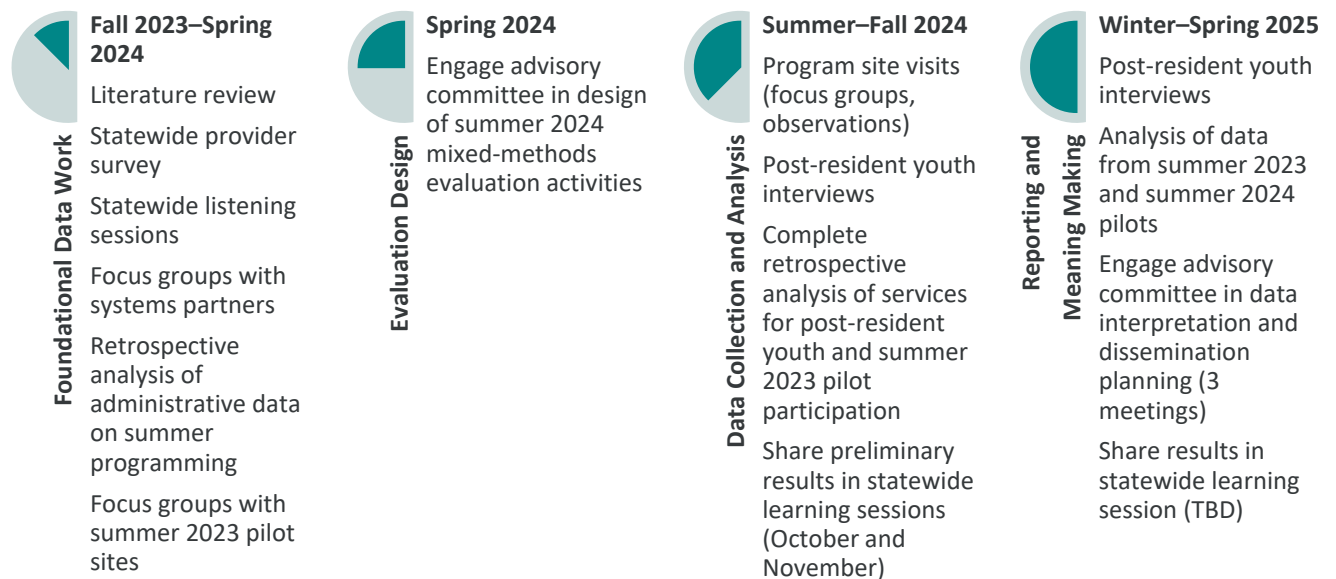 Fall 2023–Spring
2024
Literature review
Statewide provider
survey
Statewide listening
sessions
Focus groups with
systems partners
Retrospective
analysis of
administrative data
on summer
programming
Focus groups with
summer 2023 pilot
sites
Foundational Data Work
Spring 2024
Engage advisory
committee in design
of summer 2024
mixed-methods
evaluation activities
Evaluation Design
Summer–Fall 2024
Program site visits
(focus groups,
observations)
Post-resident youth
interviews
Complete
retrospective
analysis of services
for post-resident
youth and summer
2023 pilot
participation
Share preliminary
results in statewide
learning sessions
(October and
November)
Data Collection and Analysis
Winter–Spring 2025
Post-resident youth
interviews
Analysis of data
from summer 2023
and summer 2024
pilots
Engage advisory
committee in data
interpretation and
dissemination
planning (3
meetings)
Share results in
statewide learning
session (TBD)
Reporting and
Meaning Making